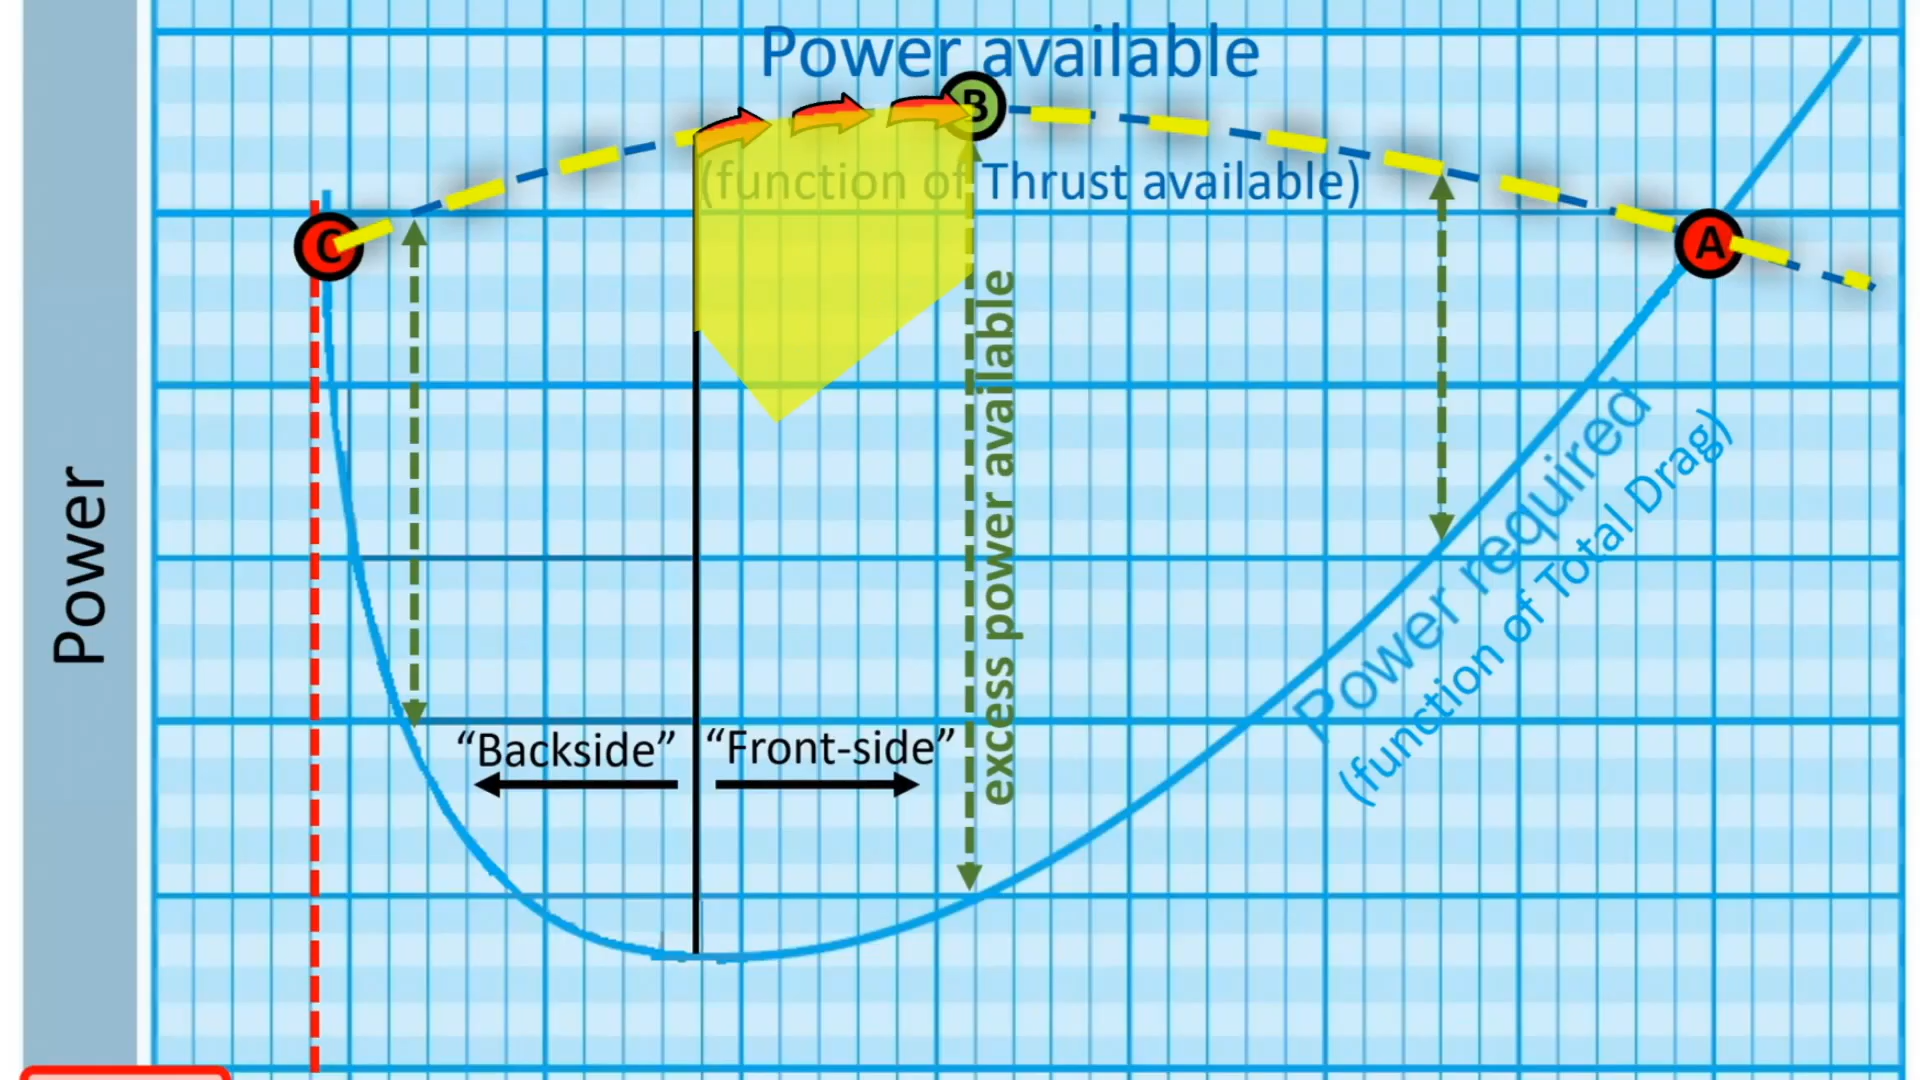 Power available
B
(function of Thrust available)
C
A
Power
excess power available
Power required
(function of Total Drag)
“Backside”
“Front-side”